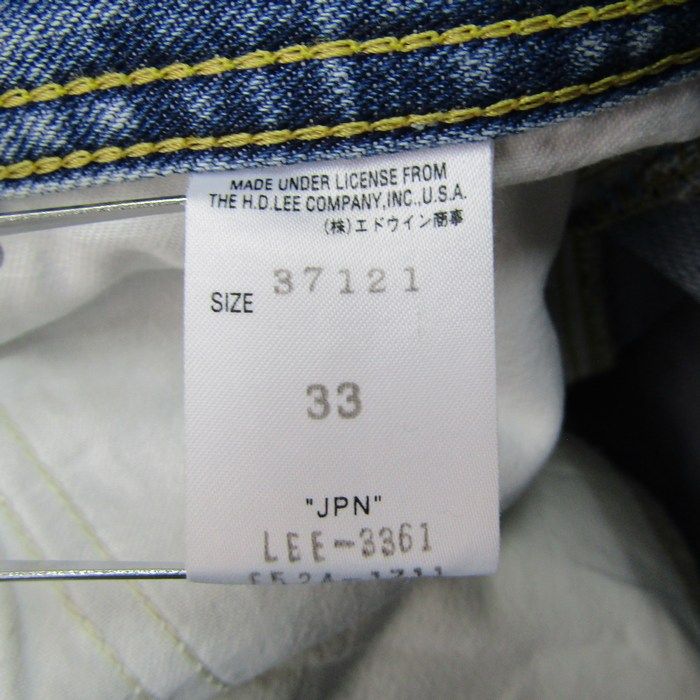 MADE UNDER LICENSE FROM
THE H.D.LEE COMPANY,INC.,U.S.A.
(株)エドウイン商事
37121
SIZE
33
"JPN"
LEE-3361